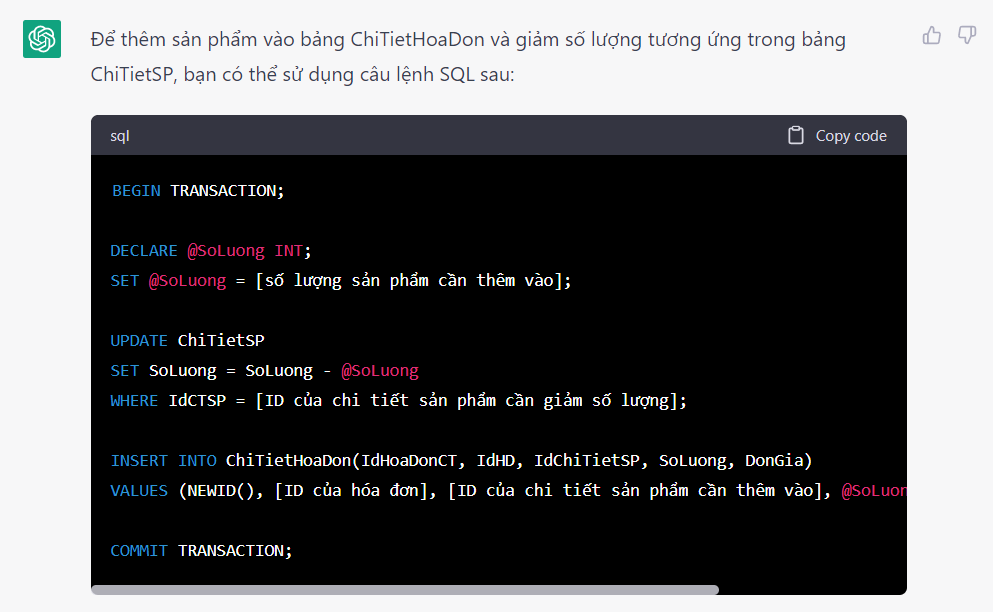 Để thêm sản phẩm vào bảng ChiTietHoaDon và giảm số lượng tương ứng trong bảng
ChiTietSP, bạn có thể sử dụng câu lệnh SQL sau:
sql Copy code
BEGIN TRANSACTION;
DECLARE @SoLuong INT;
SET @SoLuong = [số lượng sản phẩm cần thêm vào];
UPDATE ChiTietSP
SET SoLuong = SoLuong - @SoLuong
WHERE IdCTSP = [ID của chi tiết sản phẩm cần giảm số lượng];
INSERT INTO ChiTietHoaDon(IdHoaDonCT, IdHD, IdChiTietSP, SoLuong, DonGia)
VALUES (NEWID(), [ID của hóa đơn], [ID của chi tiết sản phẩm cần thêm vào], @SoLuon
COMMIT TRANSACTION;